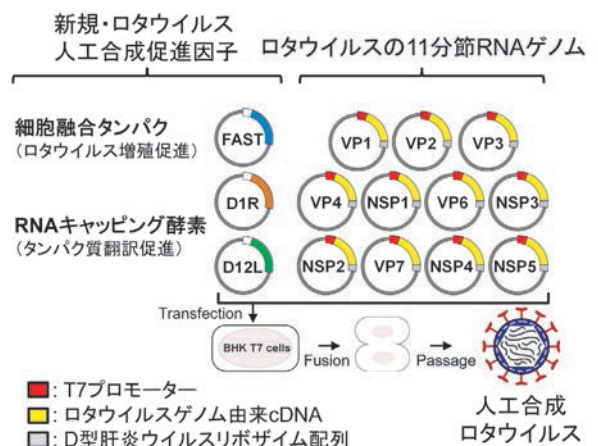 新規・ロタウイルス
人工合成促進因子
ロタウイルスの11分節RNAゲノム
細胞融合タンパク
（ロタウイルス増殖促進）
FAST
VP1 VP2 VP3
D1R
VP4 NSP1 VP6 NSP3
RNAキャッピング酵素
（タンパク質翻訳促進）
D12L
NSP2 VP7 NSP4 NSP5
Transfection
BHK T7 cells
Fusion
Passage
人工合成
ロタウイルス
: T7プロモーター
: ロタウイルスゲノム由来cDNA
: D型肝炎ウイルスリボザイム配列